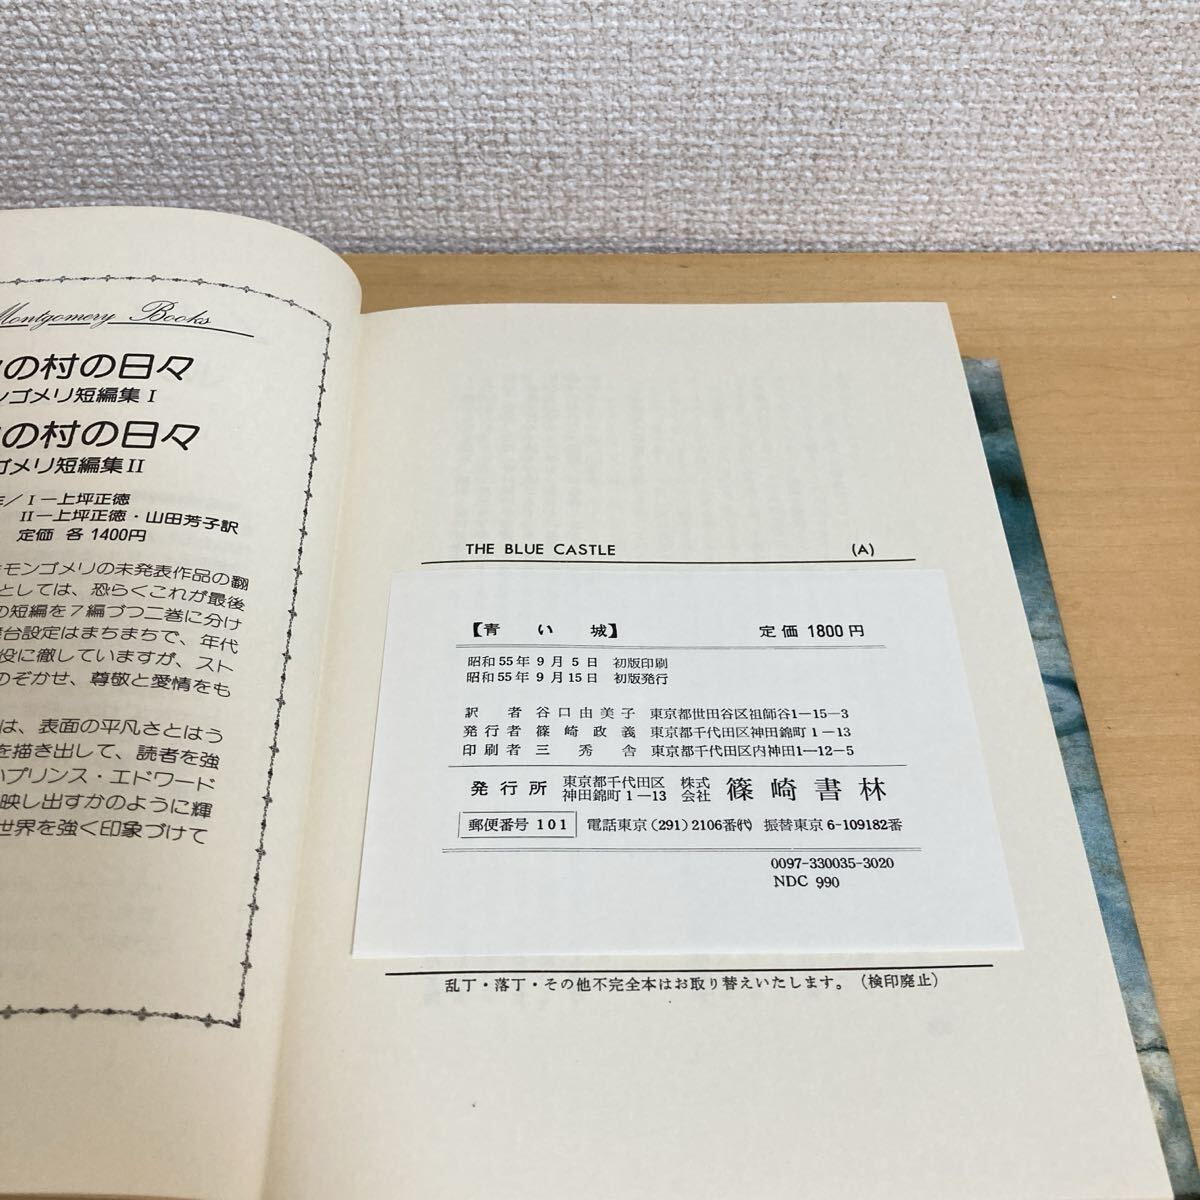 Montgomery Books
の村の日々
ンゴメリ短編集 I
の村の日々
ゴメリ短編集 II
／I—上坪正徳
II—上坪正徳・山田芳子訳
定価 各 1400円
モンゴメリの未発表作品の翻
としては、恐らくこれが最後
の短編を7編づつ二巻に分け
台設定はまちまちで、年代
役に徹していますが、スト
のぞかせ、尊敬と愛情をも
は、表面の平凡さとはう
を描き出して、読者を強
プリンス・エドワード
映し出すかのように輝
世界を強く印象づけて
THE BLUE CASTLE (A)
【青い城】 定価 1800円
昭和55年9月5日 初版印刷
昭和55年9月15日 初版発行
訳者 谷口由美子 東京都世田谷区祖師谷1-15-3
発行者 篠崎政義 東京都千代田区神田錦町1-13
印刷者 三秀舎 東京都千代田区内神田1-12-5
発行所 東京都千代田区神田錦町1-13 株式会社 篠崎書林
郵便番号 101 電話東京(291)2106番(代) 振替東京6-109182番
0097-330035-3020
NDC 990
乱丁・落丁・その他不完全本はお取り替えいたします。(検印廃止)